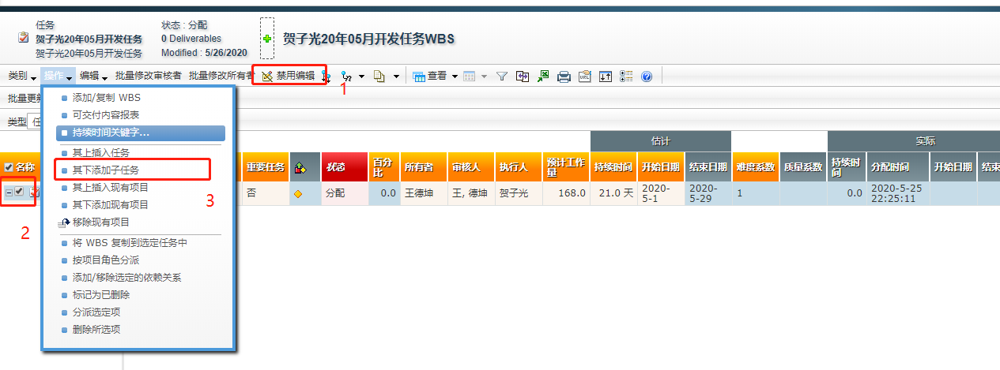 任务
贺子光20年05月开发任务
贺子光20年05月开发任务
状态 : 分配
0 Deliverables
Modified : 5/26/2020
贺子光20年05月开发任务WBS
类别 操作 编辑 批量修改审核者 批量修改所有者 禁用编辑 查看
1
批量更新
类型 任
添加/复制 WBS
可交付内容报表
持续时间关键字...
其上插入任务
其下添加子任务
其上插入现有项目
其下添加现有项目
移除现有项目
将 WBS 复制到选定任务中
按项目角色分派
添加/移除选定的依赖关系
标记为已删除
分派选定项
删除所选项
3
2
估计 实际
名称 重要任务 状态 百分比 所有者 审核人 执行人 预计工作量 持续时间 开始日期 结束日期 难度系数 质量系数 持续时间 分配时间 开始日期 结束
否 分配 0.0 王德坤 王, 德坤 贺子光 168.0 21.0 天 2020-5-1 2020-5-29 1 0.0 2020-5-25 22:25:11